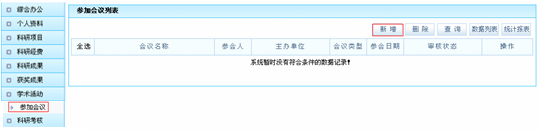 综合办公
个人资料
科研项目
科研经费
科研成果
获奖成果
学术活动
参加会议
科研考核
参加会议列表
新 增 删 除 查 询 数据列表 统计报表
全选 会议名称 参会人 主办单位 会议类型 参会日期 审核状态 操作
系统暂时没有符合条件的数据记录!